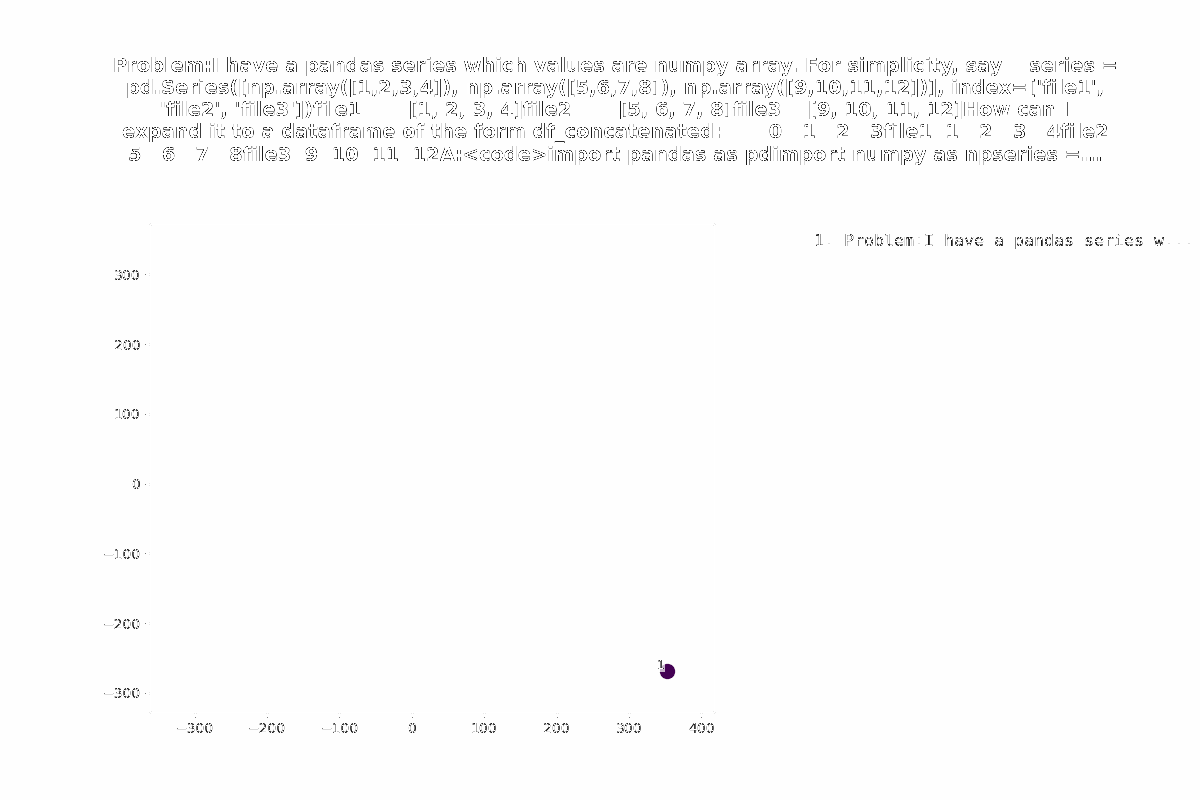 Problem:I have a pandas series which values are numpy array. For simplicity, say    series =
pd.Series([np.array([1,2,3,4]), np.array([5,6,7,8]), np.array([9,10,11,12])], index=['file1',
'file2', 'file3'])file1       [1, 2, 3, 4]file2       [5, 6, 7, 8]file3    [9, 10, 11, 12]How can I
expand it to a dataframe of the form df_concatenated:       0   1   2   3file1  1   2   3   4file2
5   6   7   8file3  9  10  11  12A:<code>import pandas as pdimport numpy as npseries =...
1. Problem:I have a pandas series w...
300
200
100
0
−100
−200
−300
1
−300 −200 −100 0 100 200 300 400